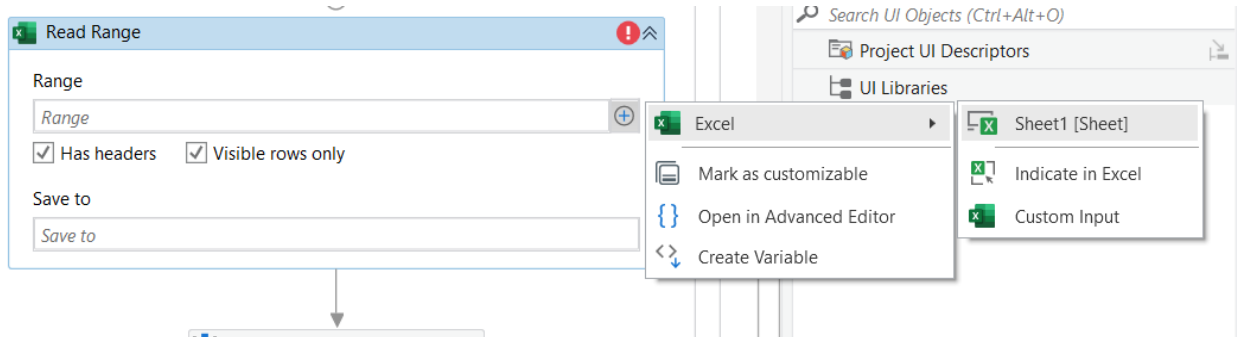 Read Range
Range
Range
Has headers
Visible rows only
Save to
Save to
Search UI Objects (Ctrl+Alt+O)
Project UI Descriptors
UI Libraries
Excel
Mark as customizable
Open in Advanced Editor
Create Variable
Sheet1 [Sheet]
Indicate in Excel
Custom Input